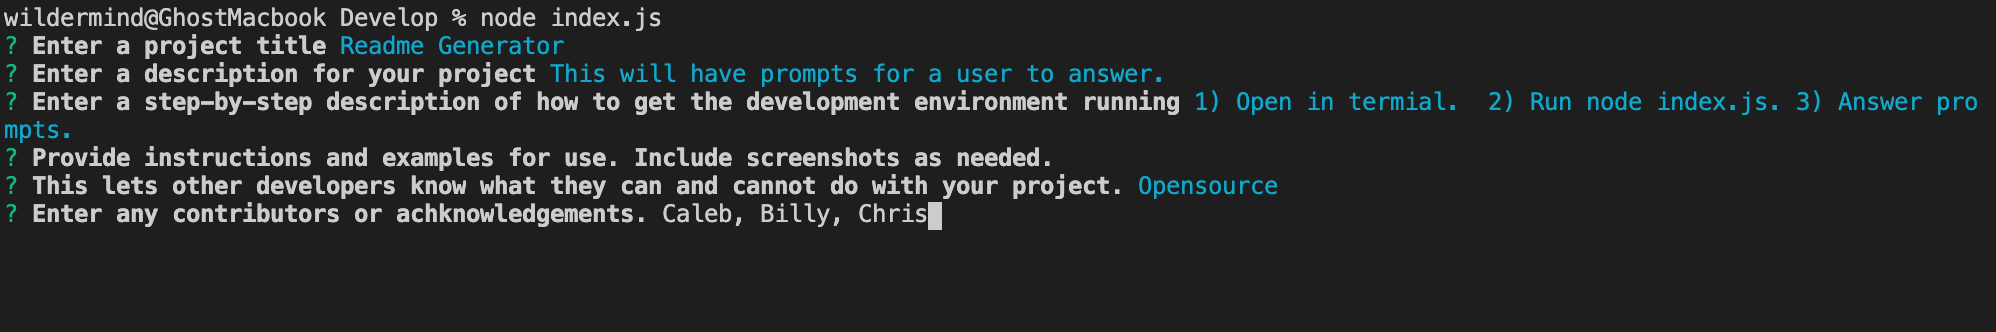 wildermind@GhostMacbook Develop % node index.js
? Enter a project title Readme Generator
? Enter a description for your project This will have prompts for a user to answer.
? Enter a step-by-step description of how to get the development environment running 1) Open in termial.  2) Run node index.js. 3) Answer pro
mpts.
? Provide instructions and examples for use. Include screenshots as needed.
? This lets other developers know what they can and cannot do with your project. Opensource
? Enter any contributors or achknowledgements. Caleb, Billy, Chris